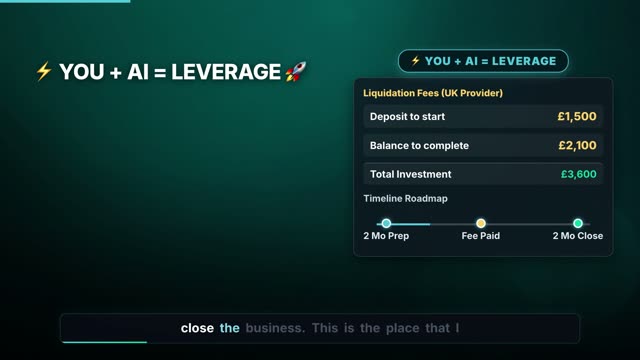 ⚡ YOU + AI = LEVERAGE 🚀
⚡ YOU + AI = LEVERAGE
Liquidation Fees (UK Provider)
Deposit to start £1,500
Balance to complete £2,100
Total Investment £3,600
Timeline Roadmap
2 Mo Prep Fee Paid 2 Mo Close
close the business. This is the place that I